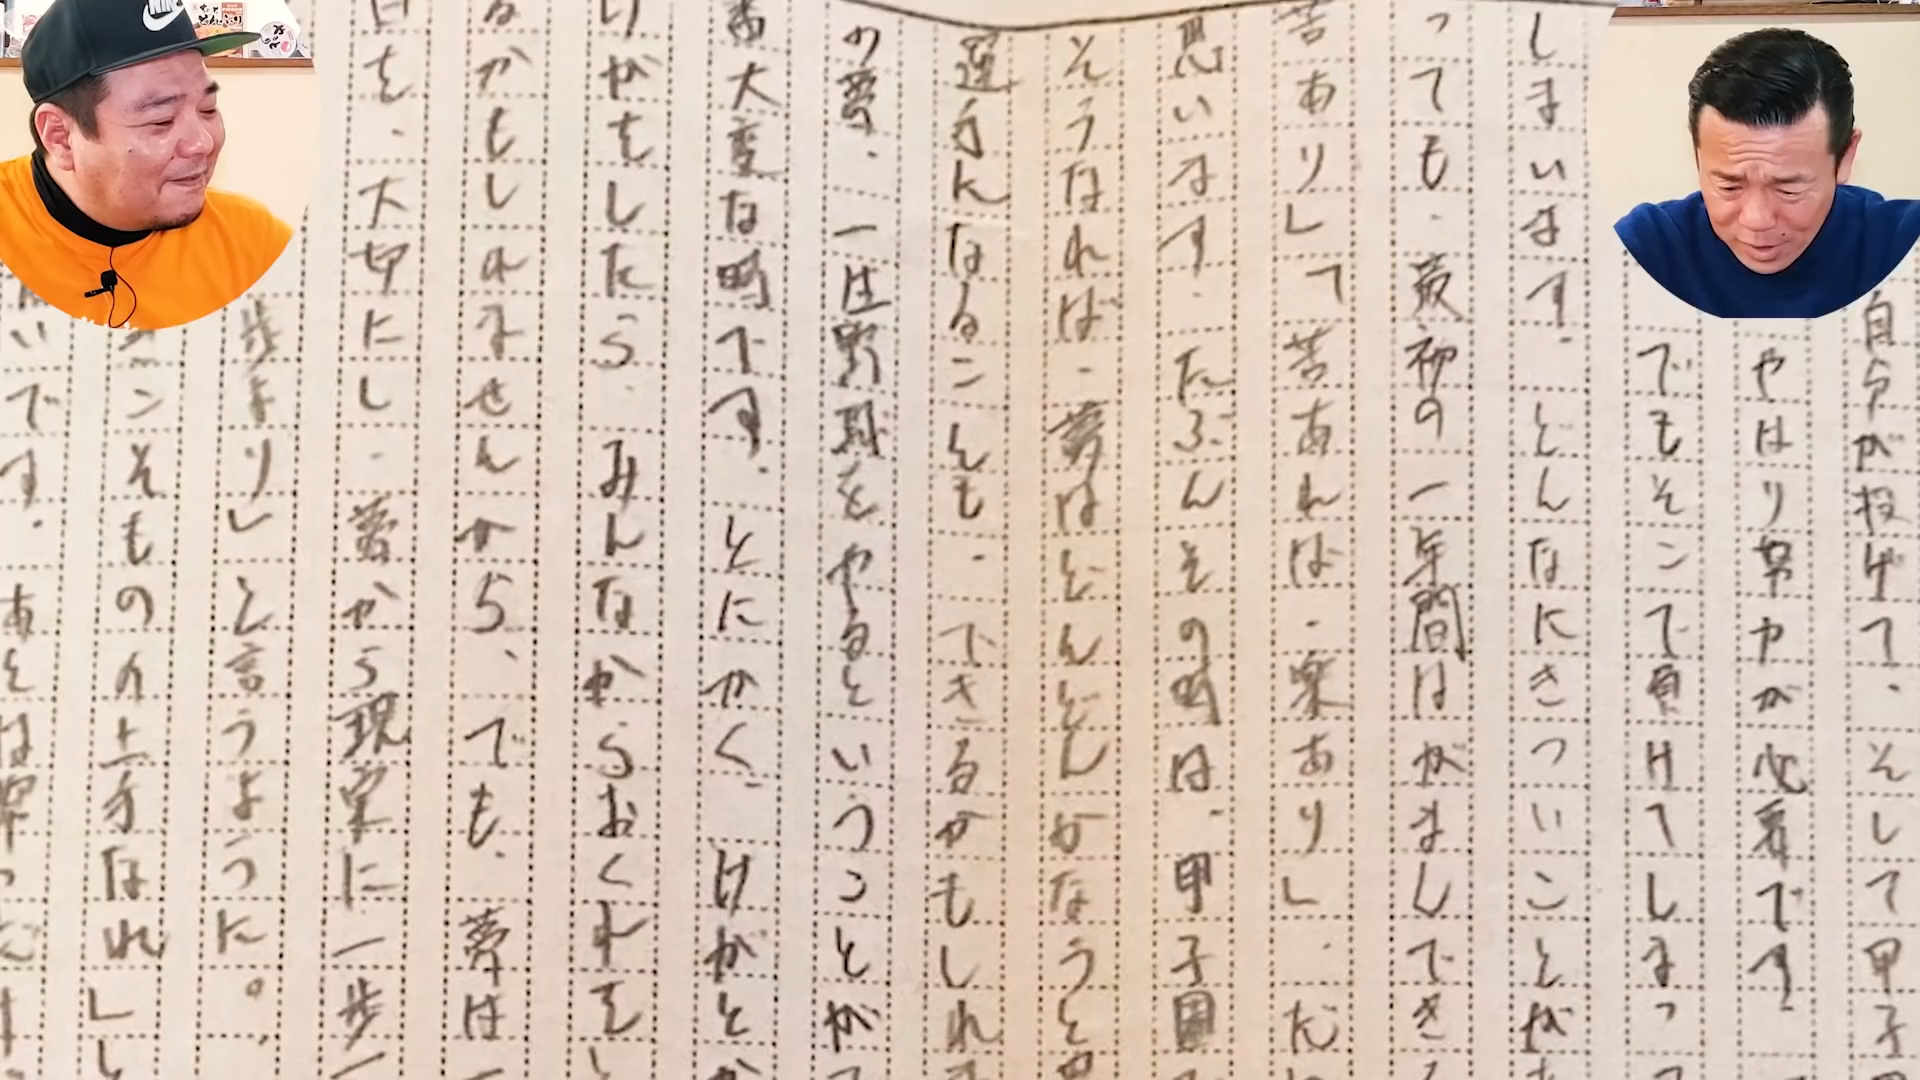 自分が投げて、そして甲子
やはり努力が必要です
でもそこで負けてしまっ
しまいます。どんなにきついことが
っても、最初の一年間はがまんでき
苦あり」「苦あれば、楽あり」、だ
思います。たぶんその時は、甲子園
そうなれば、夢はどんどんかなうと
選手んなるこんも、できるかもしれ
の夢、一生野球をやるということが
番大変な時です。とにかく、けがとか
けがをしたら、みんなからおくれをと
るかもしれませんから、でも、夢は一
日を、大切にし、夢から現実に一歩一
歩より」と言うように。
きこそものの上手なれ」
いです。